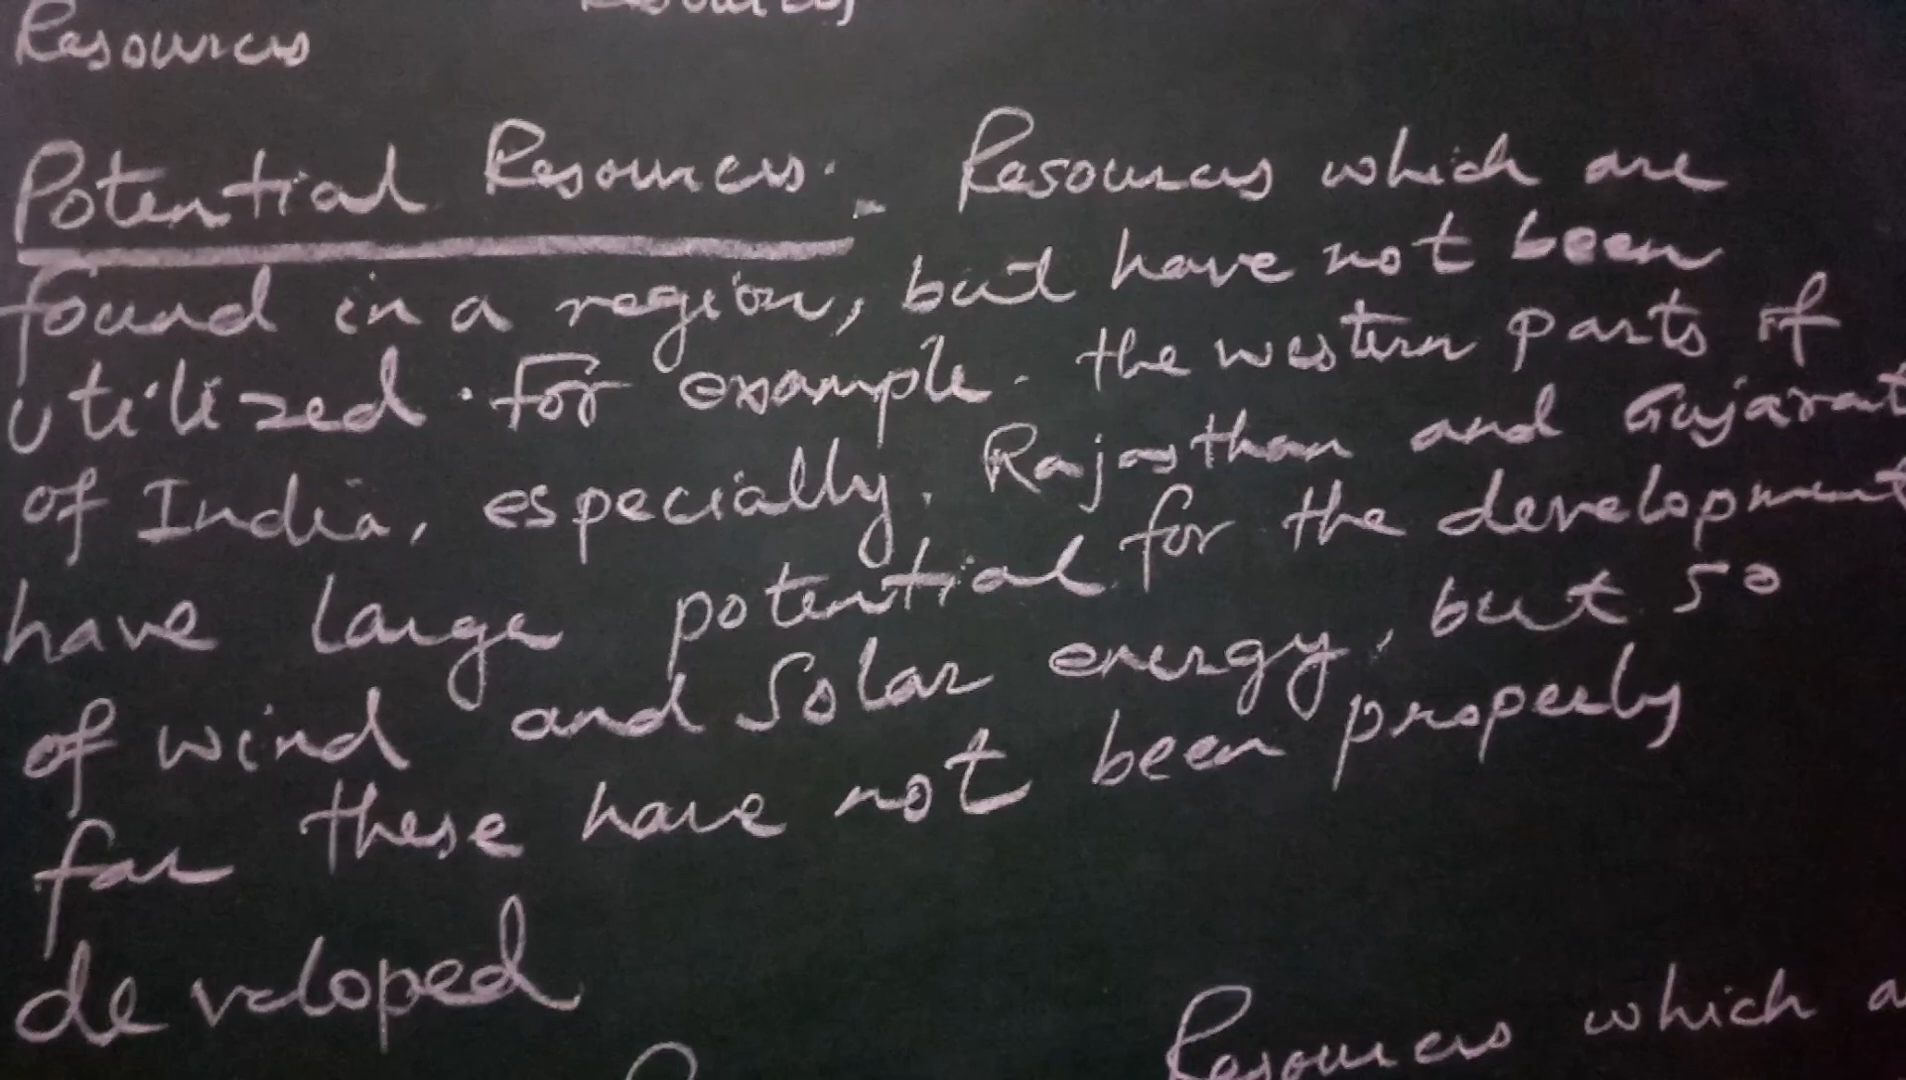 Resources
Potential Resources. Resources which are
found in a region, but have not been
utilized. For example. the western parts of
of India, especially. Rajasthan and Gujarat
have large potential for the development
of wind and Solar energy, but so
far these have not been properly
developed
Resources which